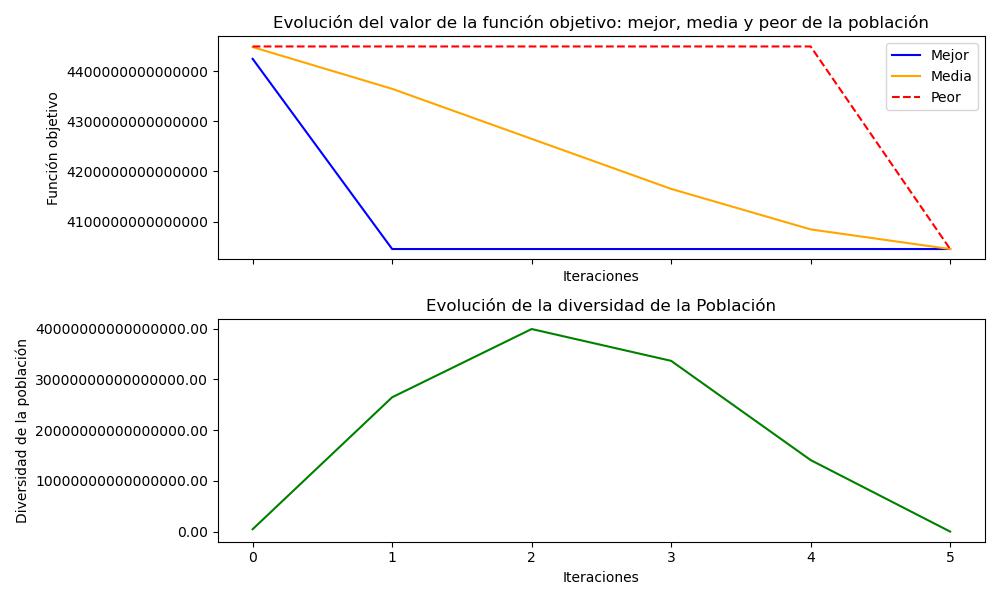 Evolución del valor de la función objetivo: mejor, media y peor de la población
Función objetivo
4400000000000000
4300000000000000
4200000000000000
4100000000000000
Mejor
Media
Peor
Iteraciones
Evolución de la diversidad de la Población
Diversidad de la población
40000000000000000.00
30000000000000000.00
20000000000000000.00
10000000000000000.00
0.00
0 1 2 3 4 5
Iteraciones